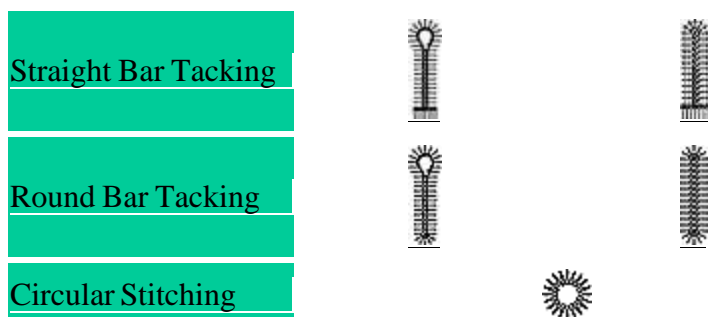 Straight Bar Tacking
Round Bar Tacking
Circular Stitching